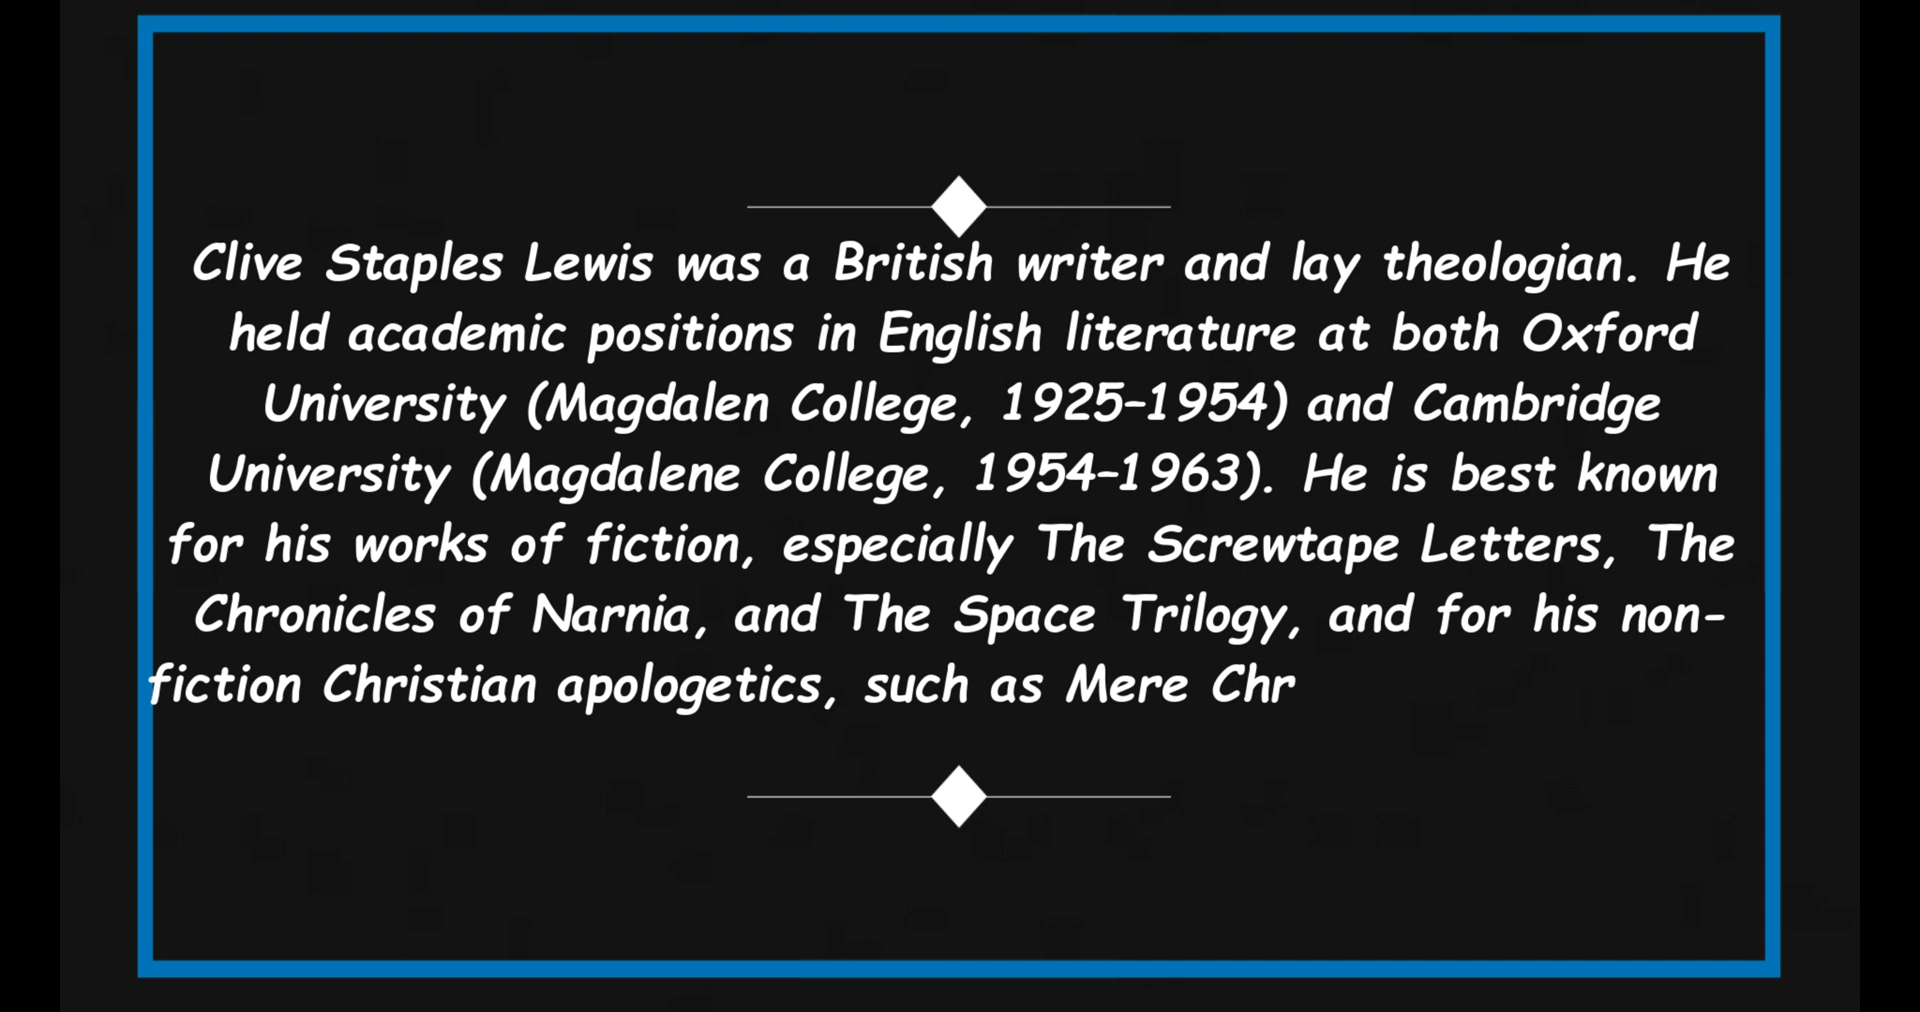 Clive Staples Lewis was a British writer and lay theologian. He
held academic positions in English literature at both Oxford
University (Magdalen College, 1925–1954) and Cambridge
University (Magdalene College, 1954–1963). He is best known
for his works of fiction, especially The Screwtape Letters, The
Chronicles of Narnia, and The Space Trilogy, and for his non-
fiction Christian apologetics, such as Mere Chr